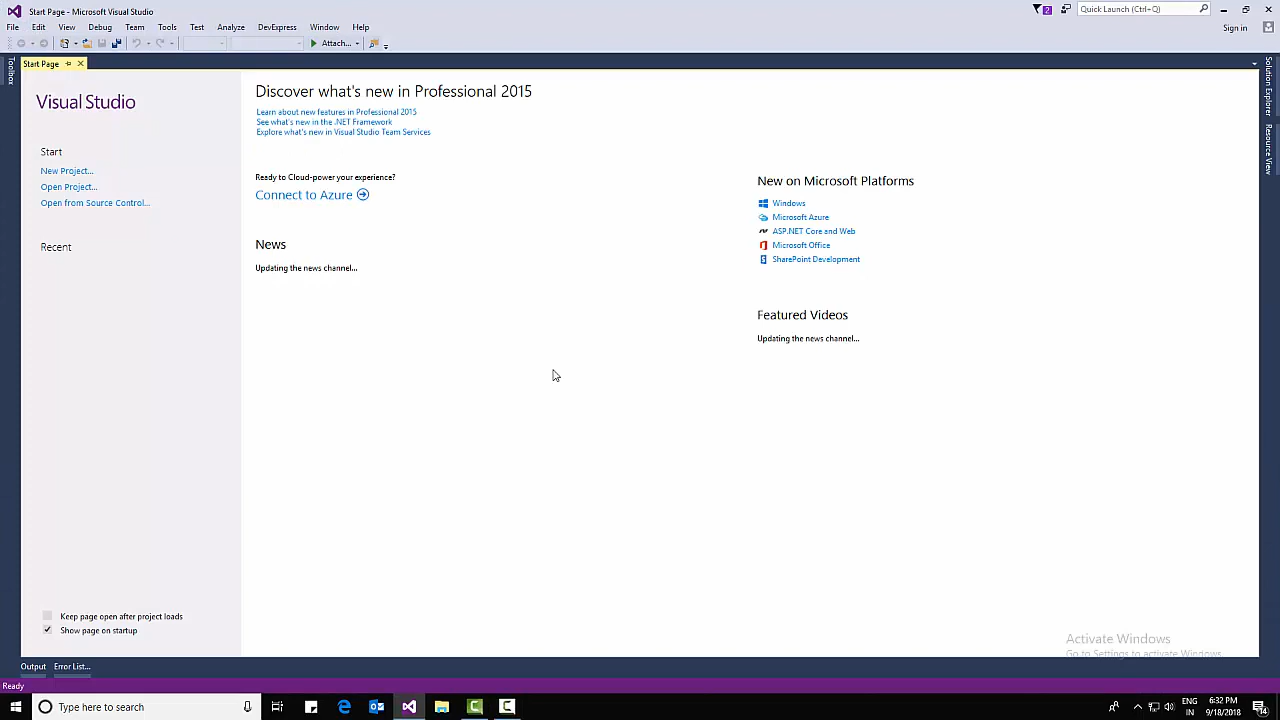 Start Page - Microsoft Visual Studio
2
Quick Launch (Ctrl+Q)
File Edit View Debug Team Tools Test Analyze DevExpress Window Help
Sign in
Attach...
Toolbox
Start Page
Solution Explorer
Resource View
Visual Studio
Start
New Project...
Open Project...
Open from Source Control...
Recent
Discover what's new in Professional 2015
Learn about new features in Professional 2015
See what's new in the .NET Framework
Explore what's new in Visual Studio Team Services
Ready to Cloud-power your experience?
Connect to Azure
News
Updating the news channel...
New on Microsoft Platforms
Windows
Microsoft Azure
ASP.NET Core and Web
Microsoft Office
SharePoint Development
Featured Videos
Updating the news channel...
Keep page open after project loads
Show page on startup
Activate Windows
Go to Settings to activate Windows.
Output Error List...
Ready
Type here to search
ENG
IN
6:32 PM
9/18/2018
14